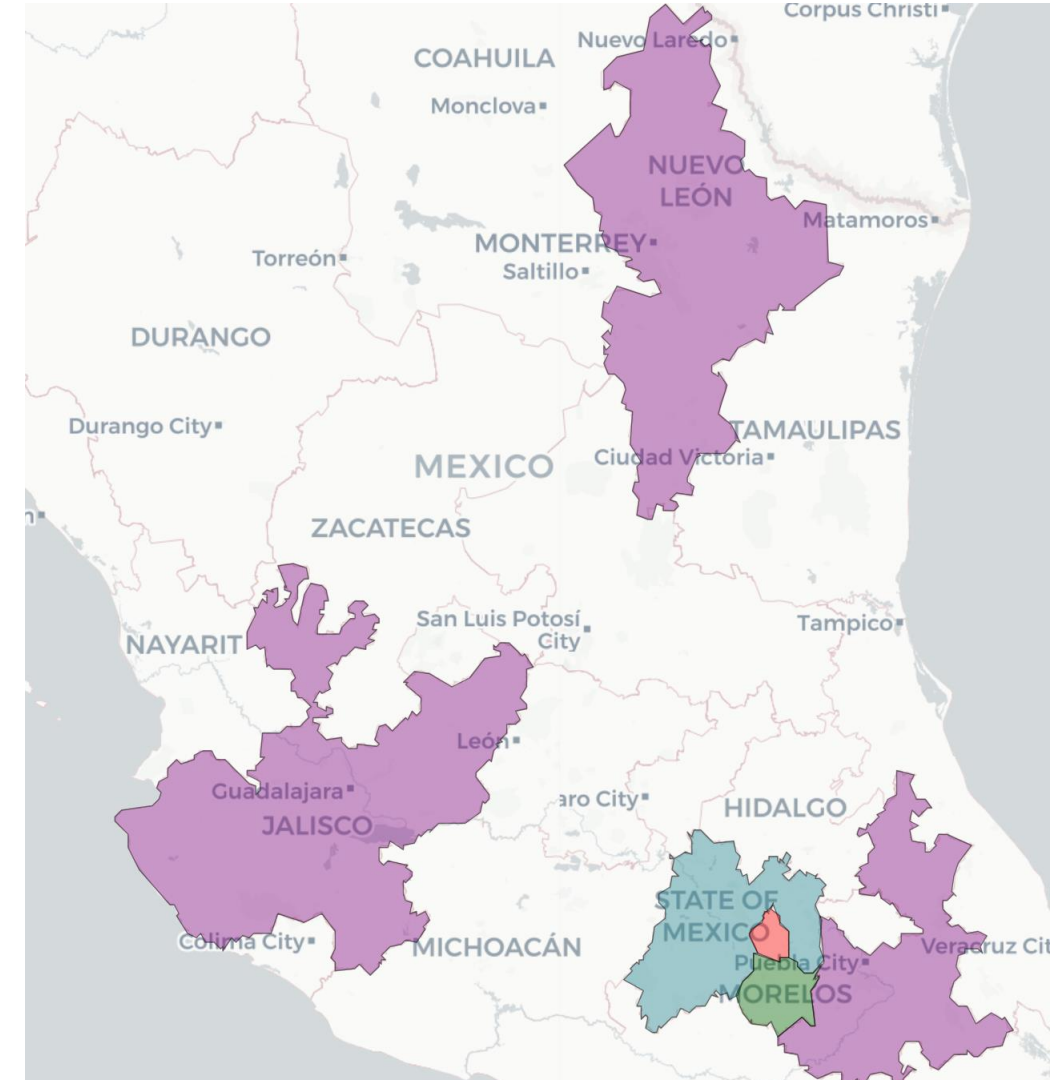 Corpus Christi
Nuevo Laredo
COAHUILA
Monclova
NUEVO
LEÓN
Matamoros
MONTERREY
Torreón
Saltillo
DURANGO
Durango City
TAMAULIPAS
Ciudad Victoria
MEXICO
n
ZACATECAS
San Luis Potosí
City
Tampico
NAYARIT
León
Guadalajara
aro City
HIDALGO
JALISCO
STATE OF
MEXICO
Colima City
MICHOACÁN
Veracruz Cit
Puebla City
MORELOS